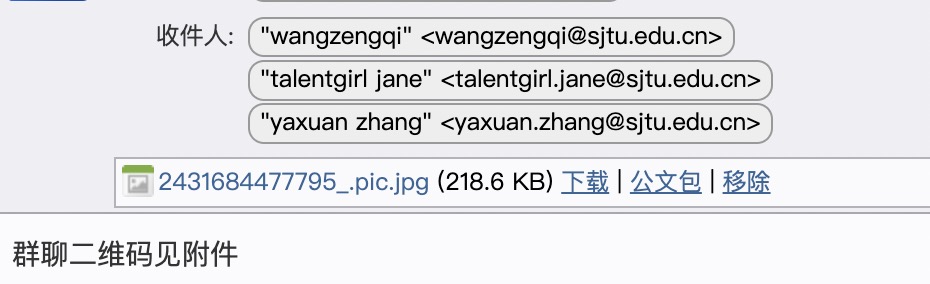 收件人: "wangzengqi" <wangzengqi@sjtu.edu.cn>
"talentgirl jane" <talentgirl.jane@sjtu.edu.cn>
"yaxuan zhang" <yaxuan.zhang@sjtu.edu.cn>
2431684477795_.pic.jpg (218.6 KB) 下载 | 公文包 | 移除
群聊二维码见附件